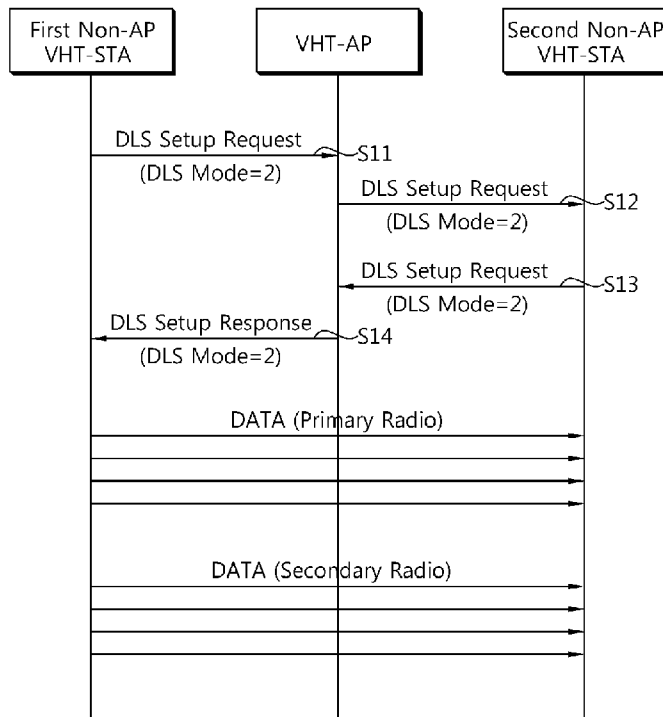 First Non-AP
VHT-STA
VHT-AP
Second Non-AP
VHT-STA
DLS Setup Request
S11
(DLS Mode=2)
DLS Setup Request
S12
(DLS Mode=2)
DLS Setup Request
S13
(DLS Mode=2)
DLS Setup Response
S14
(DLS Mode=2)
DATA (Primary Radio)
DATA (Secondary Radio)